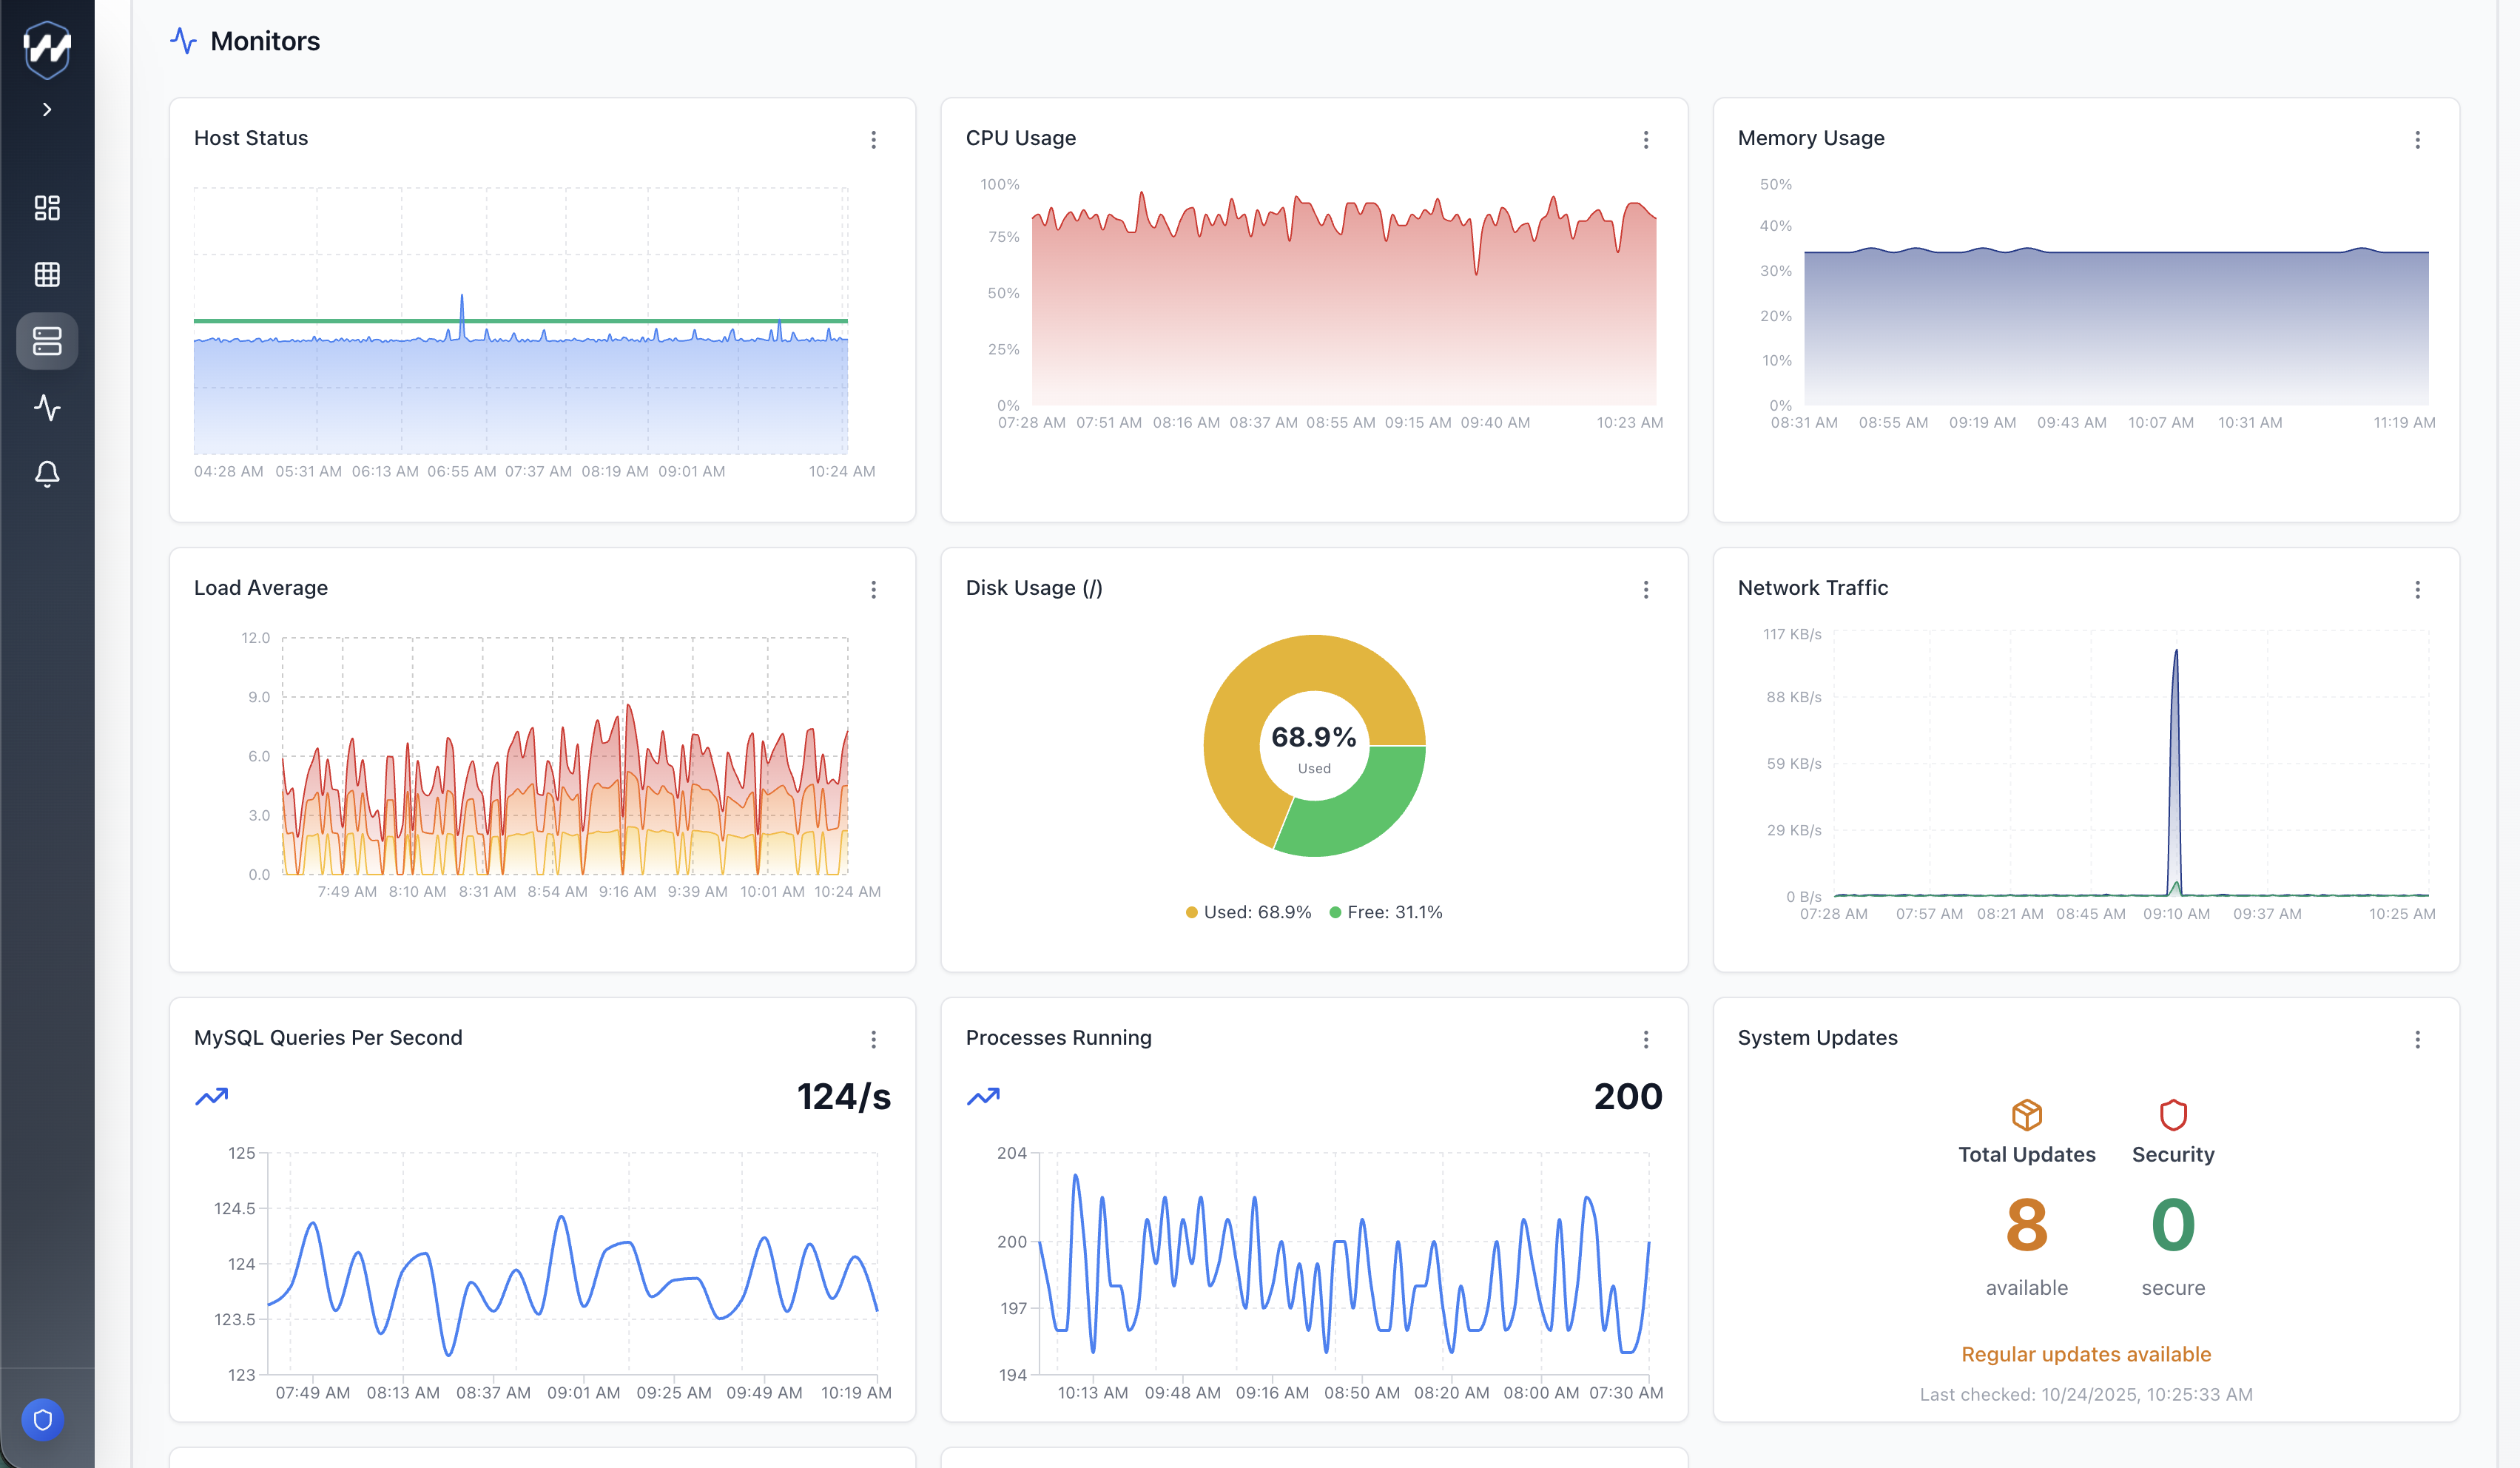 Monitors
Host Status
04:28 AM 05:31 AM 06:13 AM 06:55 AM 07:37 AM 08:19 AM 09:01 AM 10:24 AM
CPU Usage
100%
75%
50%
25%
0%
07:28 AM 07:51 AM 08:16 AM 08:37 AM 08:55 AM 09:15 AM 09:40 AM 10:23 AM
Memory Usage
50%
40%
30%
20%
10%
0%
08:31 AM 08:55 AM 09:19 AM 09:43 AM 10:07 AM 10:31 AM 11:19 AM
Load Average
12.0
9.0
6.0
3.0
0.0
7:49 AM 8:10 AM 8:31 AM 8:54 AM 9:16 AM 9:39 AM 10:01 AM 10:24 AM
Disk Usage (/)
68.9%
Used
Used: 68.9% Free: 31.1%
Network Traffic
117 KB/s
88 KB/s
59 KB/s
29 KB/s
0 B/s
07:28 AM 07:57 AM 08:21 AM 08:45 AM 09:10 AM 09:37 AM 10:25 AM
MySQL Queries Per Second
124/s
125
124.5
124
123.5
123
07:49 AM 08:13 AM 08:37 AM 09:01 AM 09:25 AM 09:49 AM 10:19 AM
Processes Running
200
204
200
197
194
10:13 AM 09:48 AM 09:16 AM 08:50 AM 08:20 AM 08:00 AM 07:30 AM
System Updates
Total Updates Security
8 0
available secure
Regular updates available
Last checked: 10/24/2025, 10:25:33 AM